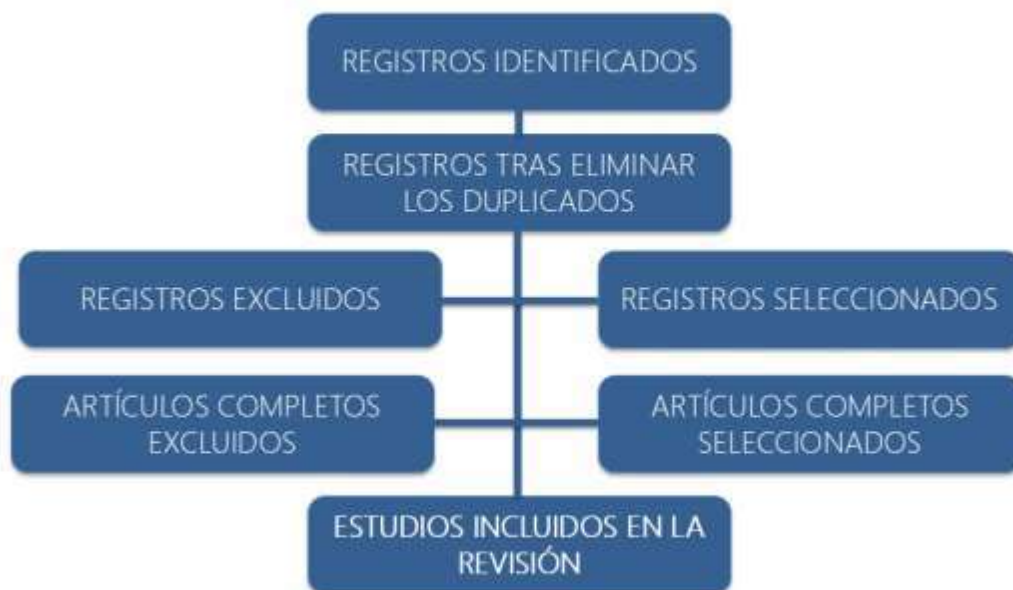 REGISTROS IDENTIFICADOS
REGISTROS TRAS ELIMINAR
LOS DUPLICADOS
REGISTROS EXCLUIDOS
REGISTROS SELECCIONADOS
ARTÍCULOS COMPLETOS
EXCLUIDOS
ARTÍCULOS COMPLETOS
SELECCIONADOS
ESTUDIOS INCLUIDOS EN LA
REVISIÓN